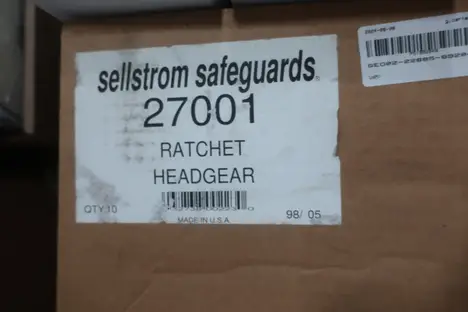 sellstrom safeguards
27001
RATCHET
HEADGEAR
QTY.10
MADE IN U.S.A.
98/ 05